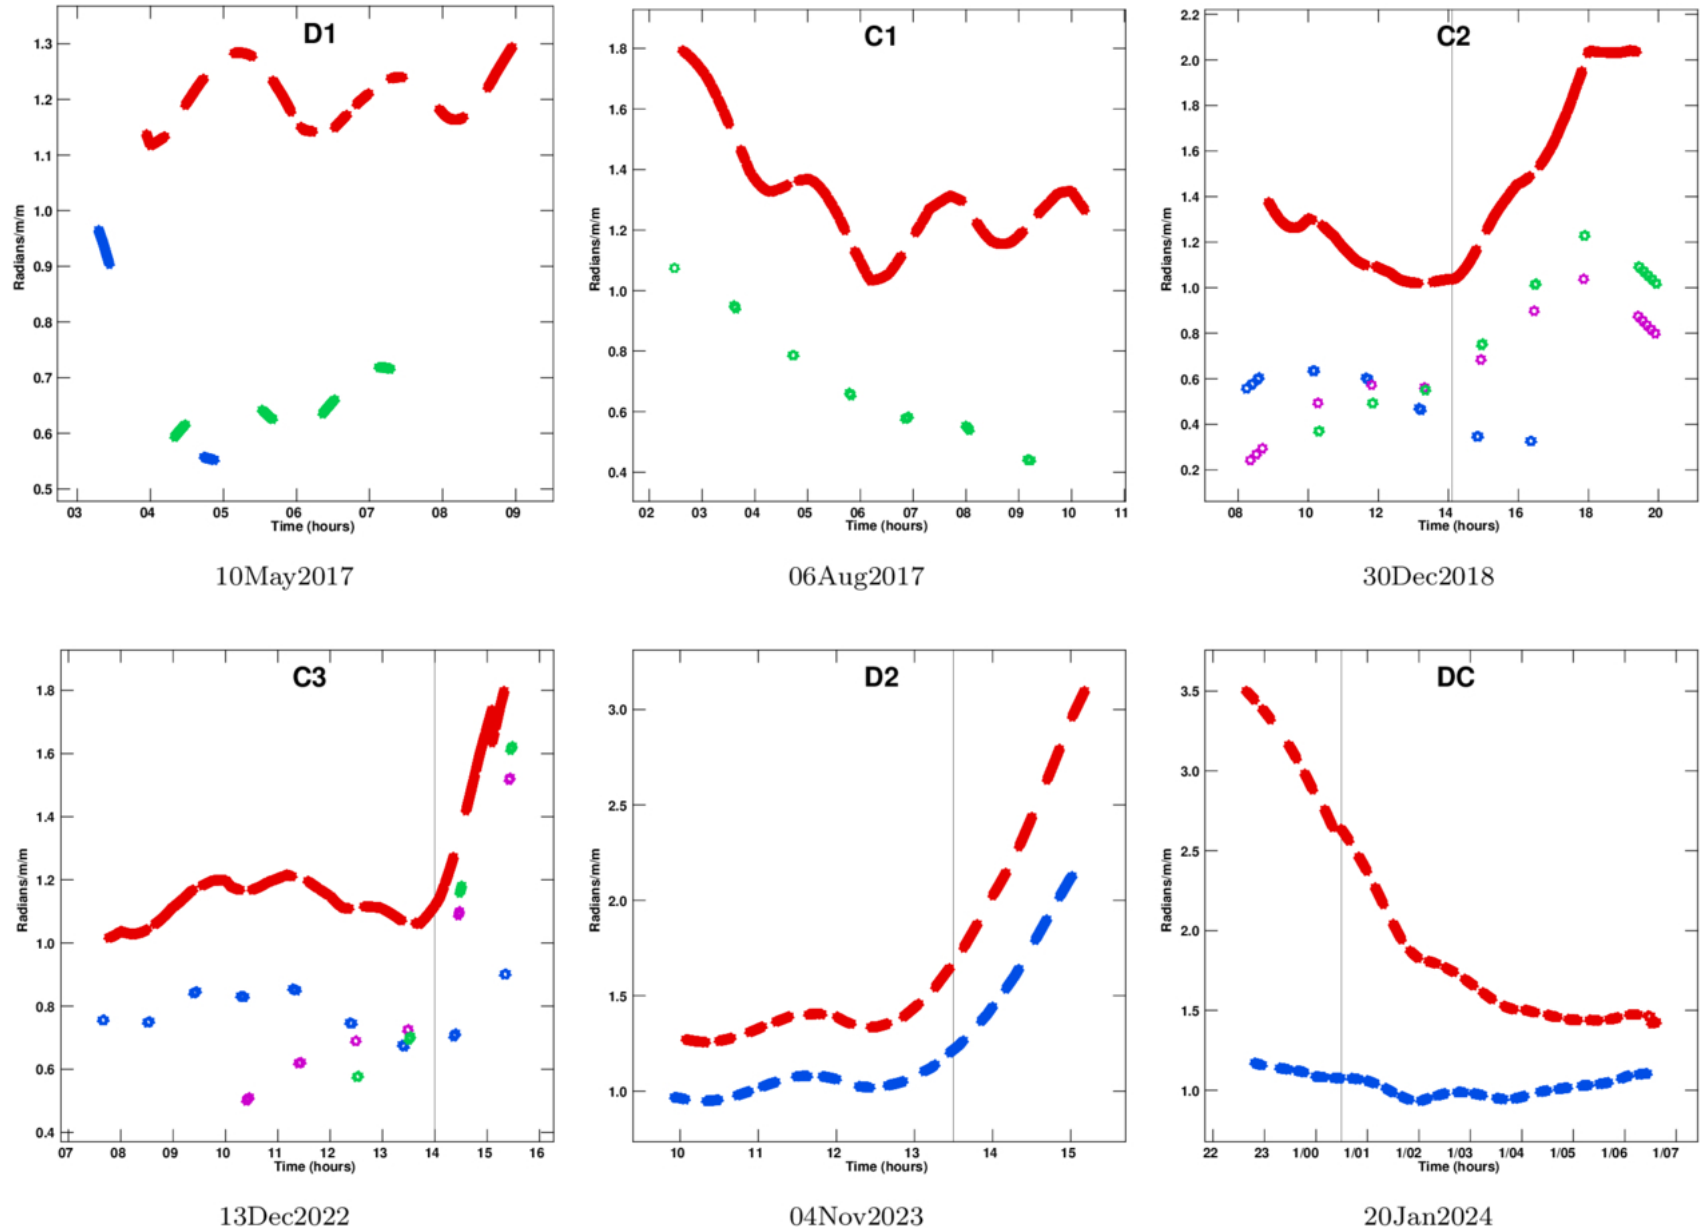 D1
1.3
1.2
1.1
1.0
0.9
0.8
0.7
0.6
0.5
Radians/m/m
03 04 05 06 07 08 09
Time (hours)
10May2017
C1
1.8
1.6
1.4
1.2
1.0
0.8
0.6
0.4
Radians/m/m
02 03 04 05 06 07 08 09 10 11
Time (hours)
06Aug2017
C2
2.2
2.0
1.8
1.6
1.4
1.2
1.0
0.8
0.6
0.4
0.2
Radians/m/m
08 10 12 14 16 18 20
Time (hours)
30Dec2018
C3
1.8
1.6
1.4
1.2
1.0
0.8
0.6
0.4
Radians/m/m
07 08 09 10 11 12 13 14 15 16
Time (hours)
13Dec2022
D2
3.0
2.5
2.0
1.5
1.0
Radians/m/m
10 11 12 13 14 15
Time (hours)
04Nov2023
DC
3.5
3.0
2.5
2.0
1.5
1.0
Radians/m/m
22 23 1/00 1/01 1/02 1/03 1/04 1/05 1/06 1/07
Time (hours)
20Jan2024